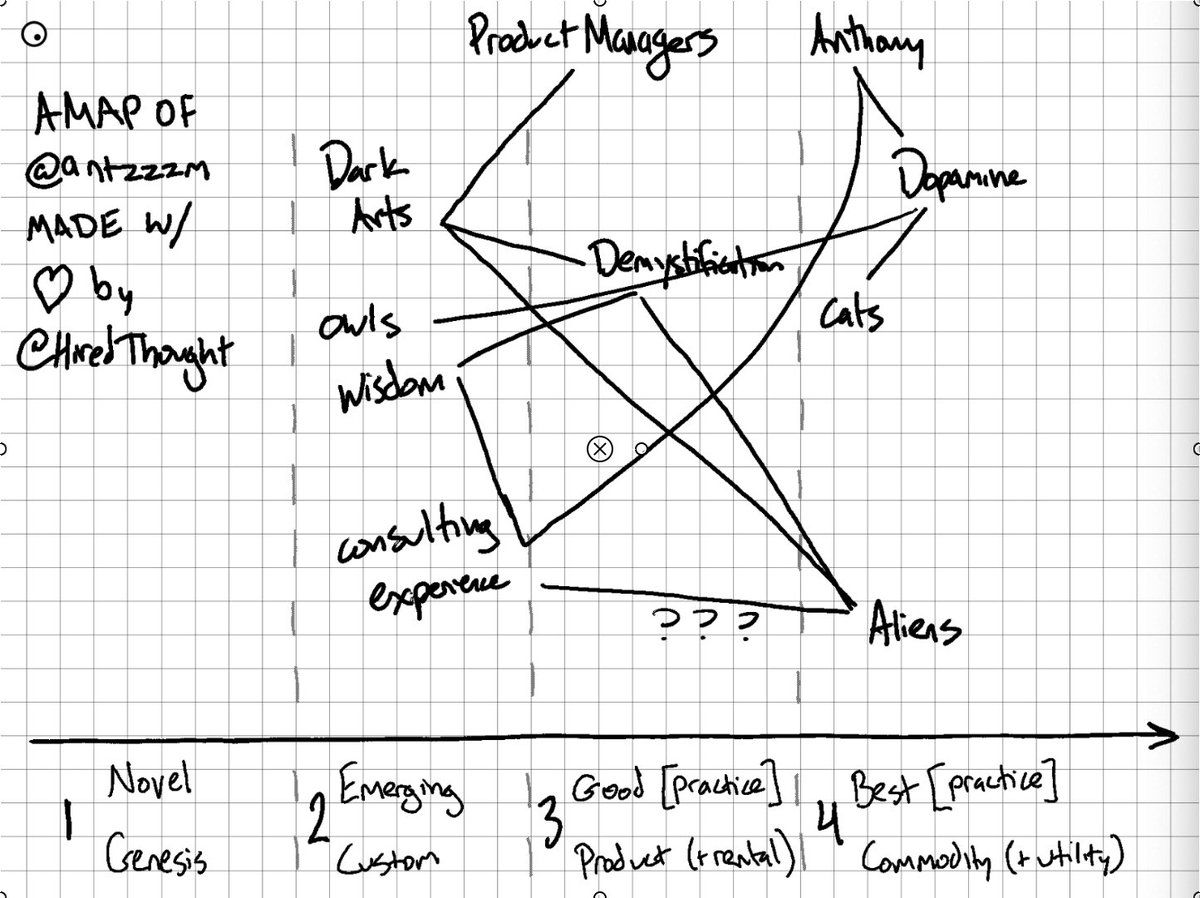 Product Managers
Anthony
A MAP OF
@antzzzm
MADE W/
♡ by
@HiredThought
Dark
Arts
Dopamine
Demystification
Owls
Cats
Wisdom
consulting
experience
? ? ?
Aliens
1 Novel
Genesis
2 Emerging
Custom
3 Good [practice]
Product (+rental)
4 Best [practice]
Commodity (+utility)